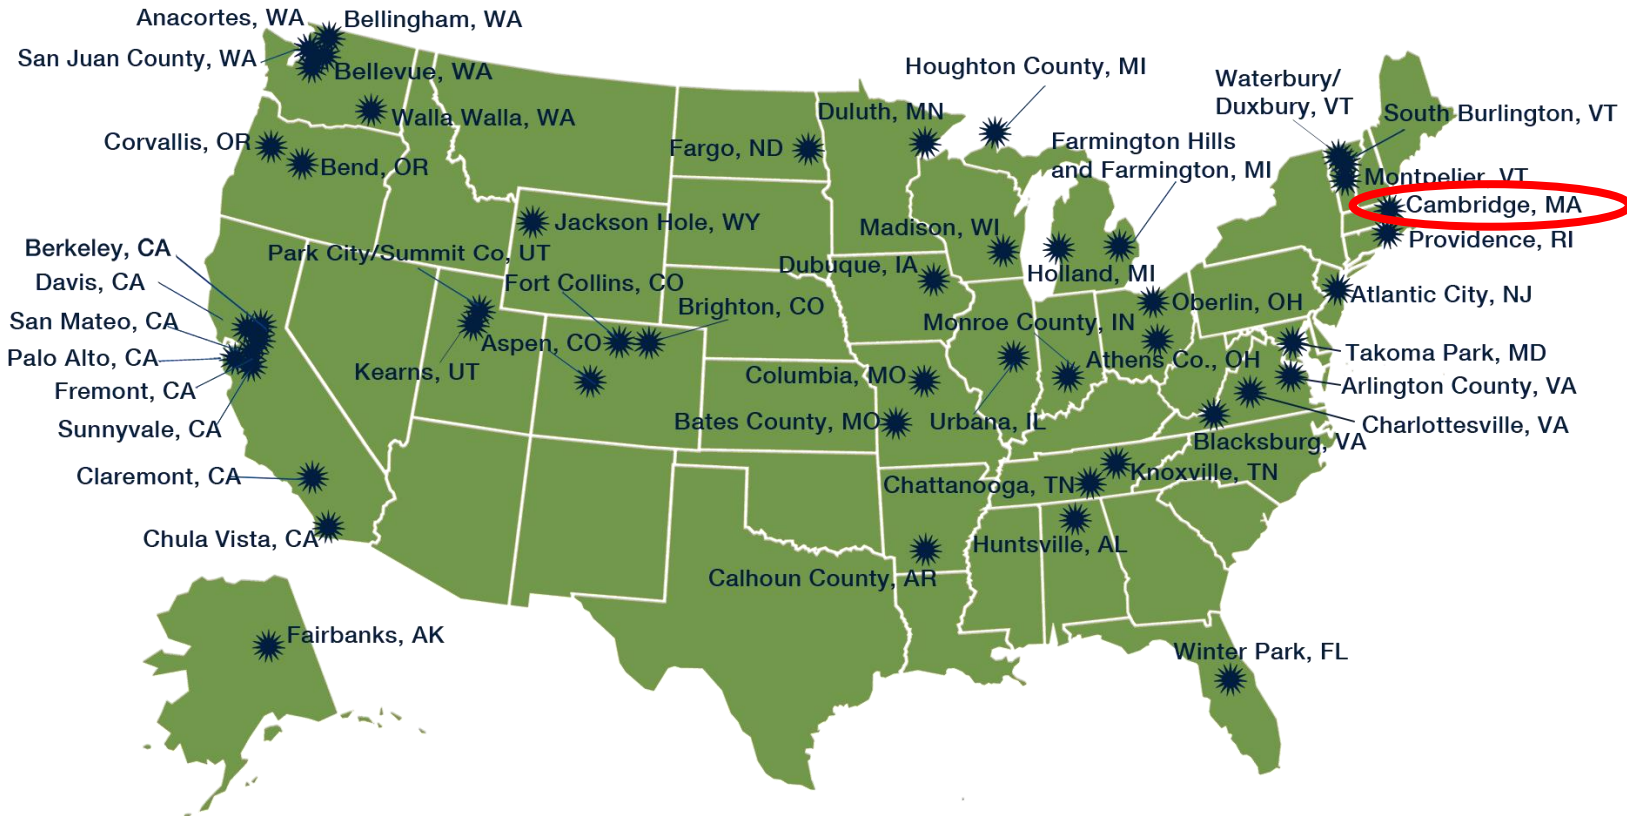 Anacortes, WA
Bellingham, WA
San Juan County, WA
Bellevue, WA
Walla Walla, WA
Corvallis, OR
Bend, OR
Fargo, ND
Duluth, MN
Houghton County, MI
Farmington Hills
and Farmington, MI
Waterbury/
Duxbury, VT
South Burlington, VT
Montpelier, VT
Cambridge, MA
Providence, RI
Jackson Hole, WY
Madison, WI
Berkeley, CA
Park City/Summit Co, UT
Dubuque, IA
Holland, MI
Davis, CA
Fort Collins, CO
Brighton, CO
Oberlin, OH
Atlantic City, NJ
San Mateo, CA
Monroe County, IN
Aspen, CO
Palo Alto, CA
Kearns, UT
Athens Co., OH
Takoma Park, MD
Fremont, CA
Columbia, MO
Arlington County, VA
Sunnyvale, CA
Bates County, MO
Urbana, IL
Charlottesville, VA
Blacksburg, VA
Claremont, CA
Chattanooga, TN
Knoxville, TN
Chula Vista, CA
Huntsville, AL
Calhoun County, AR
Fairbanks, AK
Winter Park, FL